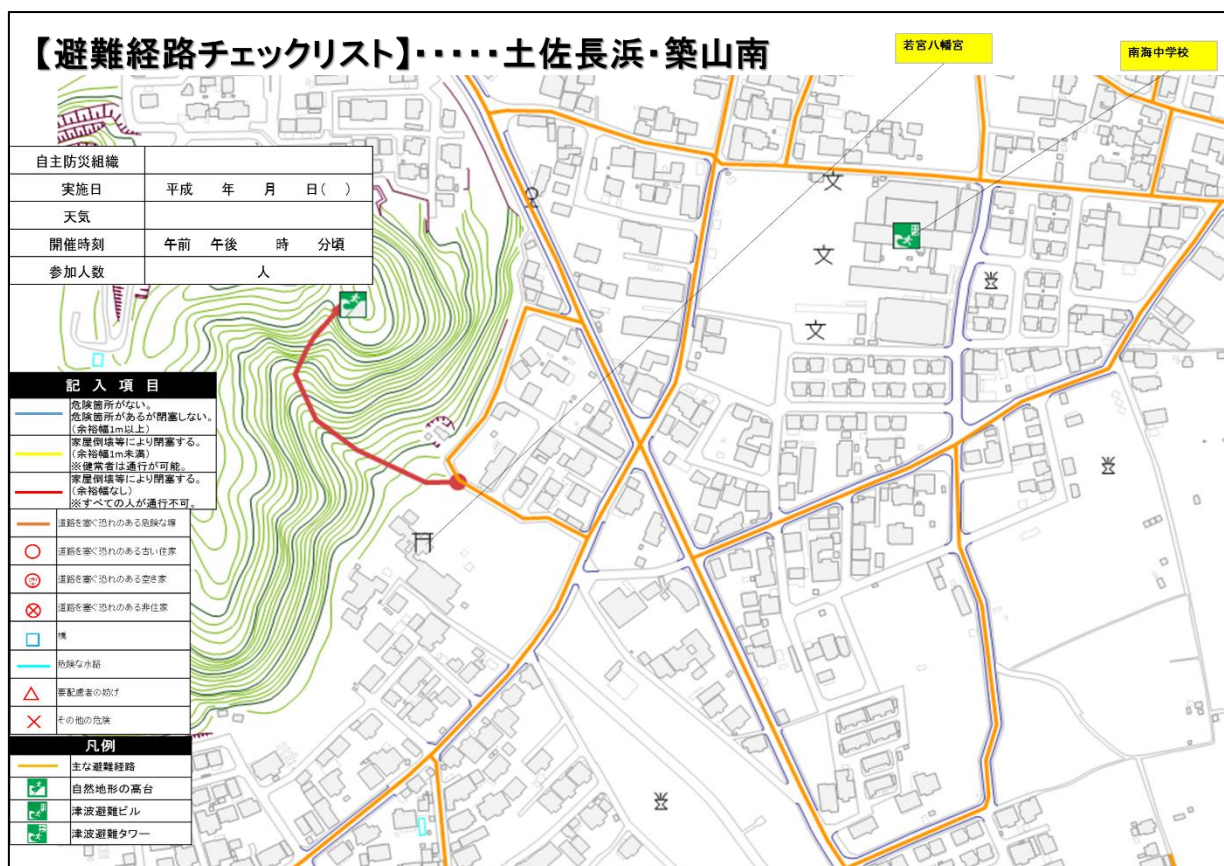 【避難経路チェックリスト】・・・・・土佐長浜・築山南
若宮八幡宮
南海中学校
自主防災組織
実施日 平成 年 月 日( )
天気
開催時刻 午前 午後 時 分頃
参加人数 人
文
文
文
記入項目
危険箇所がない。
危険箇所があるが閉塞しない。
(余裕幅1m以上)
家屋倒壊等により閉塞する。
(余裕幅1m未満)
※健常者は通行が可能。
家屋倒壊等により閉塞する。
(余裕幅なし)
※すべての人が通行不可。
道路を塞ぐ恐れのある危険な塀
道路を塞ぐ恐れのある古い住家
道路を塞ぐ恐れのある空き家
道路を塞ぐ恐れのある非住家
橋
危険な水路
要配慮者の妨げ
その他の危険
凡例
主な避難経路
自然地形の高台
津波避難ビル
津波避難タワー